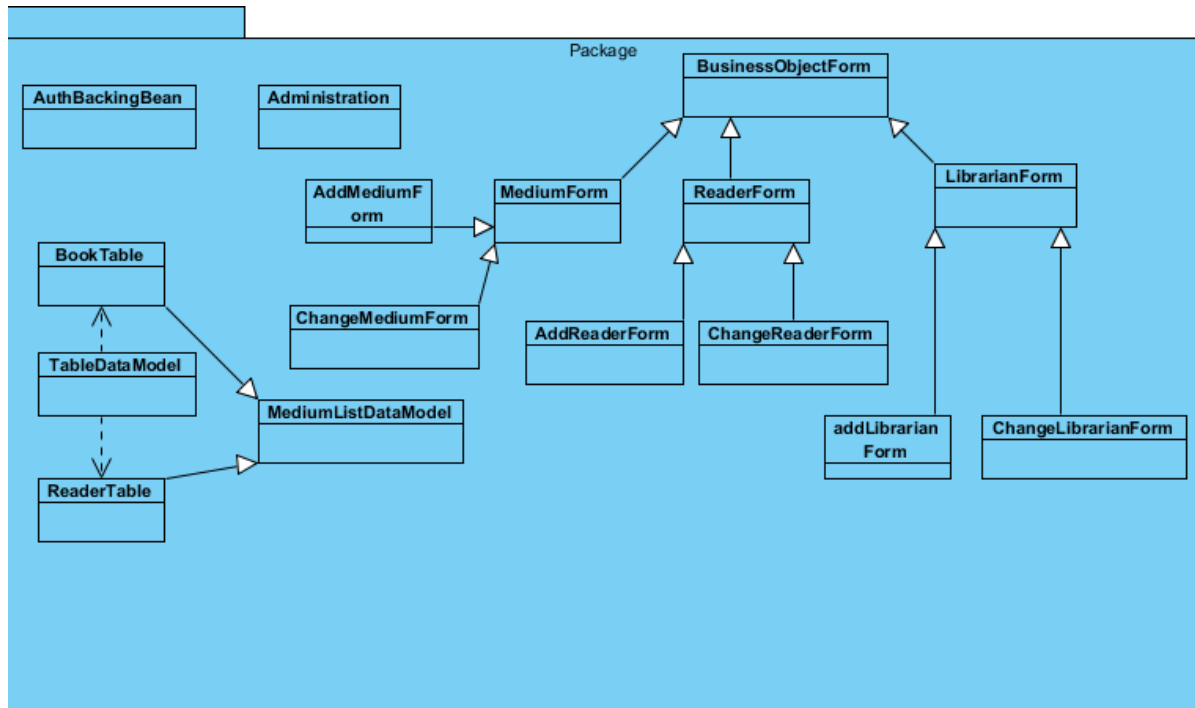 Package
BusinessObjectForm
AuthBackingBean
Administration
AddMediumF
orm
MediumForm
ReaderForm
LibrarianForm
BookTable
ChangeMediumForm
AddReaderForm
ChangeReaderForm
TableDataModel
MediumListDataModel
addLibrarian
Form
ChangeLibrarianForm
ReaderTable